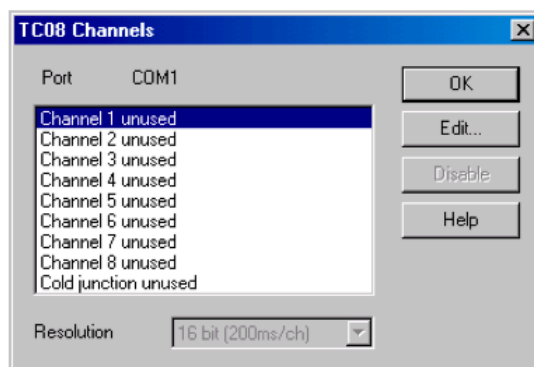 TC08 Channels
Port COM1
OK
Channel 1 unused
Edit...
Channel 2 unused
Channel 3 unused
Channel 4 unused
Disable
Channel 5 unused
Channel 6 unused
Help
Channel 7 unused
Channel 8 unused
Cold junction unused
Resolution 16 bit (200ms/ch)